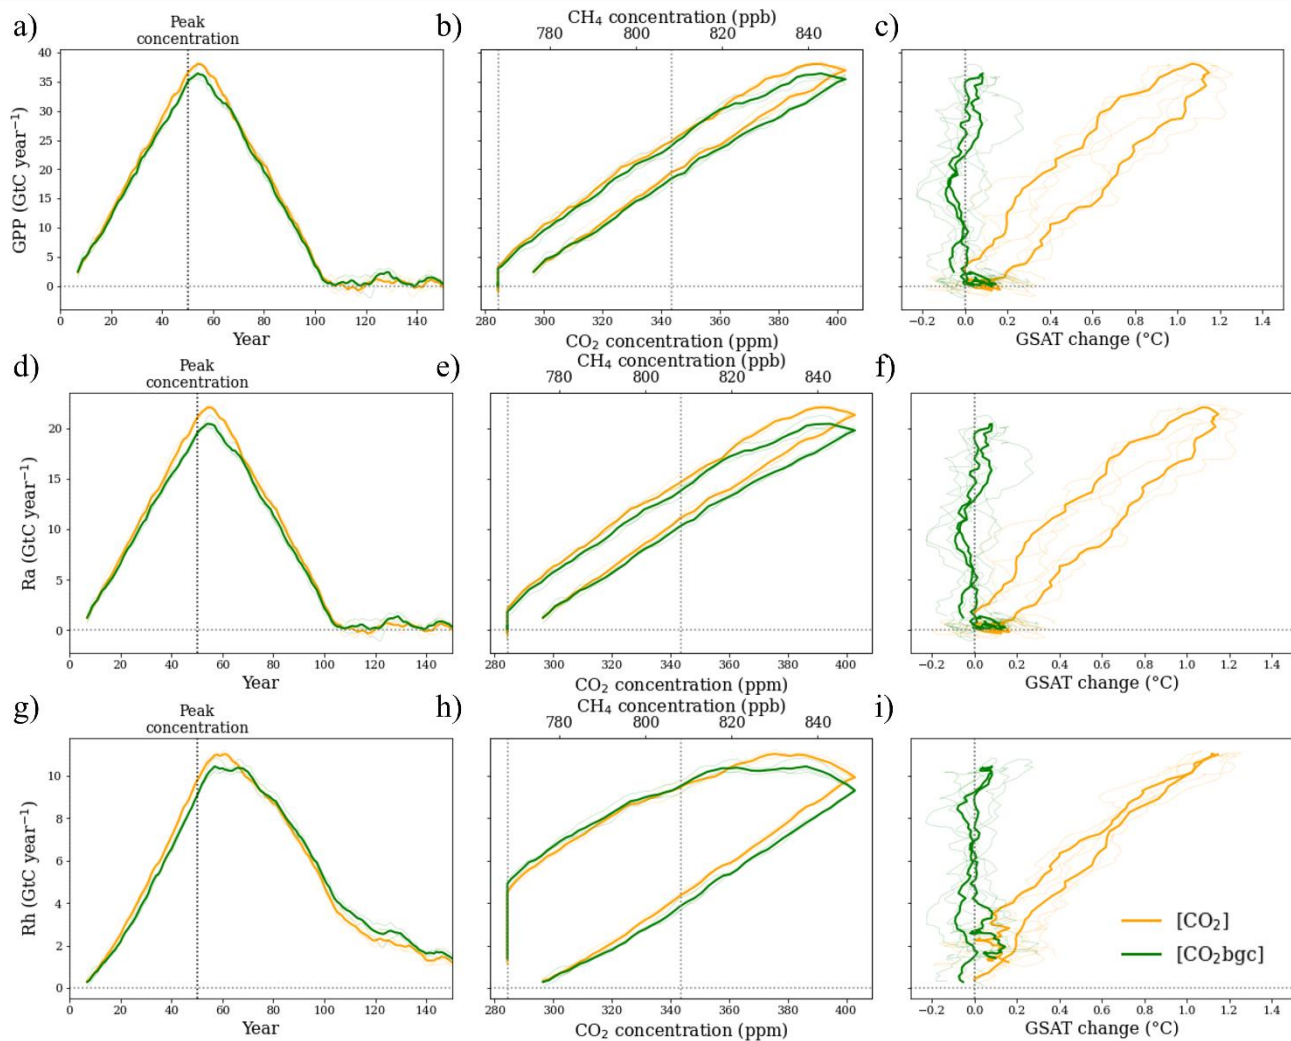 a)
Peak
concentration
40
35
30
25
20
15
10
5
0
GPP (GtC year⁻¹)
0 20 40 60 80 100 120 140
Year
b)
CH₄ concentration (ppb)
780 800 820 840
280 300 320 340 360 380 400
CO₂ concentration (ppm)
c)
−0.2 0.0 0.2 0.4 0.6 0.8 1.0 1.2 1.4
GSAT change (°C)
d)
Peak
concentration
20
15
10
5
0
Ra (GtC year⁻¹)
0 20 40 60 80 100 120 140
Year
e)
CH₄ concentration (ppb)
780 800 820 840
280 300 320 340 360 380 400
CO₂ concentration (ppm)
f)
−0.2 0.0 0.2 0.4 0.6 0.8 1.0 1.2 1.4
GSAT change (°C)
g)
Peak
concentration
10
8
6
4
2
0
Rh (GtC year⁻¹)
0 20 40 60 80 100 120 140
Year
h)
CH₄ concentration (ppb)
780 800 820 840
280 300 320 340 360 380 400
CO₂ concentration (ppm)
i)
[CO₂]
[CO₂bgc]
−0.2 0.0 0.2 0.4 0.6 0.8 1.0 1.2 1.4
GSAT change (°C)